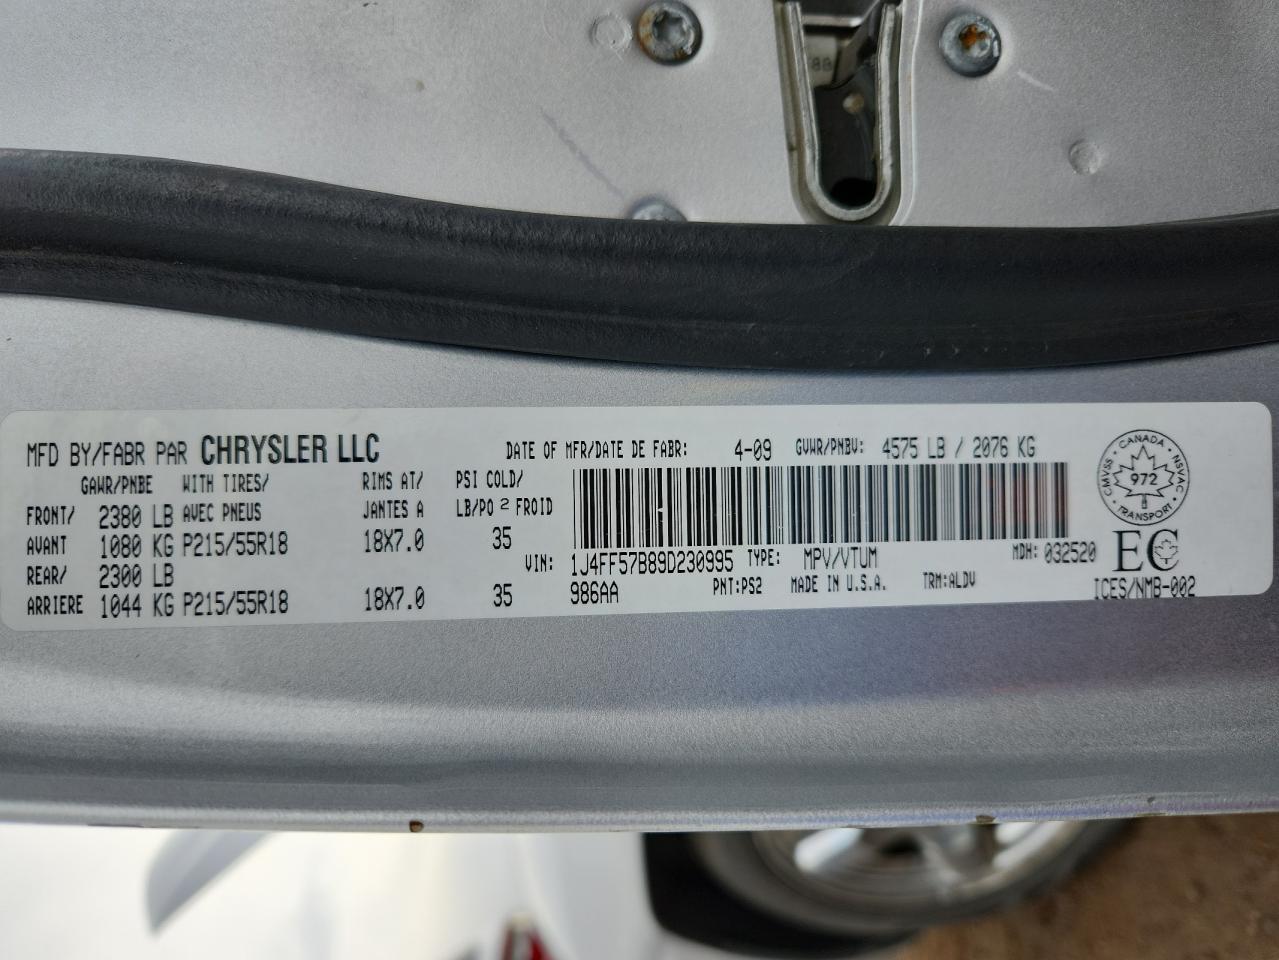 88
MFD BY/FABR PAR CHRYSLER LLC
DATE OF MFR/DATE DE FABR: 4-09 GVWR/PNBV: 4575 LB / 2076 KG
GAWR/PNBE WITH TIRES/ RIMS AT/ PSI COLD/
FRONT/ 2380 LB AVEC PNEUS JANTES A LB/PO 2 FROID
AVANT 1080 KG P215/55R18 18X7.0 35
REAR/ 2300 LB
ARRIERE 1044 KG P215/55R18 18X7.0 35
VIN: 1J4FF57B89D230995 TYPE: MPV/VTUM MDH: 032520
986AA PNT:PS2 MADE IN U.S.A. TRM:ALDV
CANADA
CMVSS 972 NSVAC
TRANSPORT
EC
ICES/NMB-002